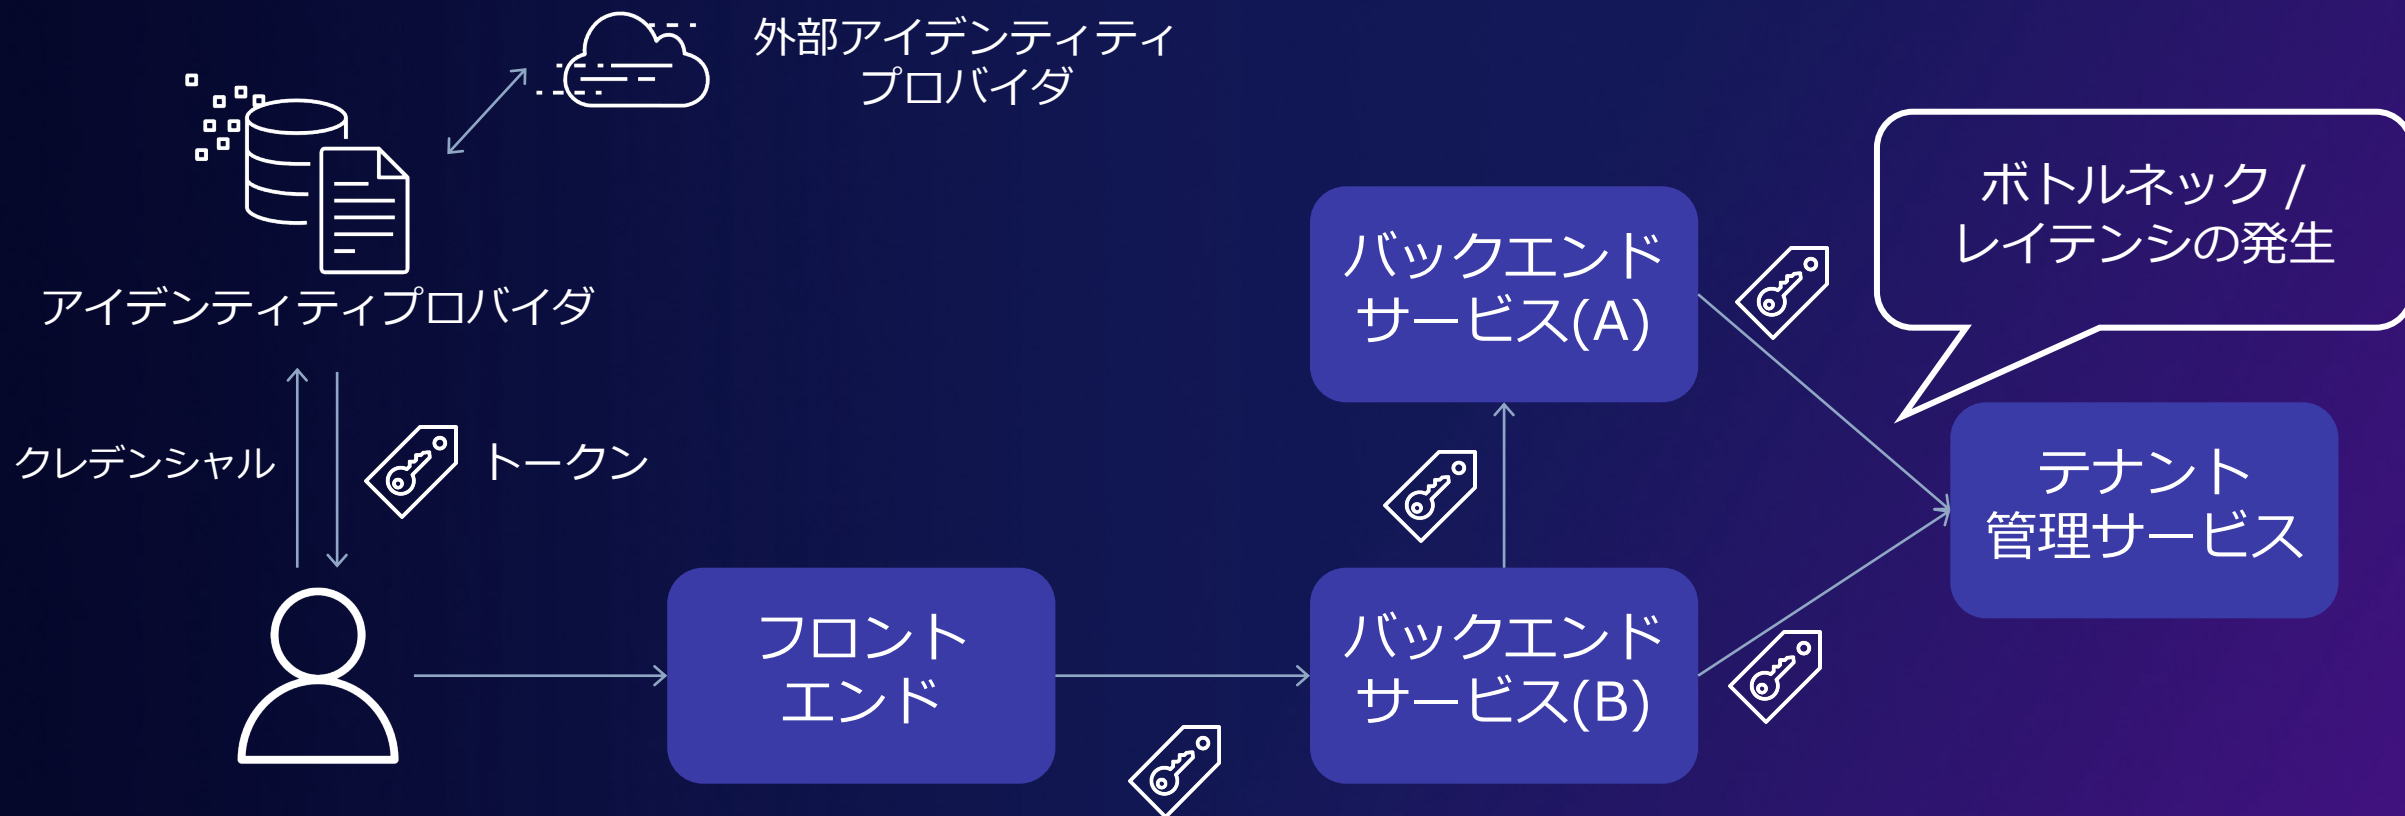 外部アイデンティティ
プロバイダ
アイデンティティプロバイダ
クレデンシャル
トークン
フロント
エンド
バックエンド
サービス(A)
バックエンド
サービス(B)
ボトルネック /
レイテンシの発生
テナント
管理サービス